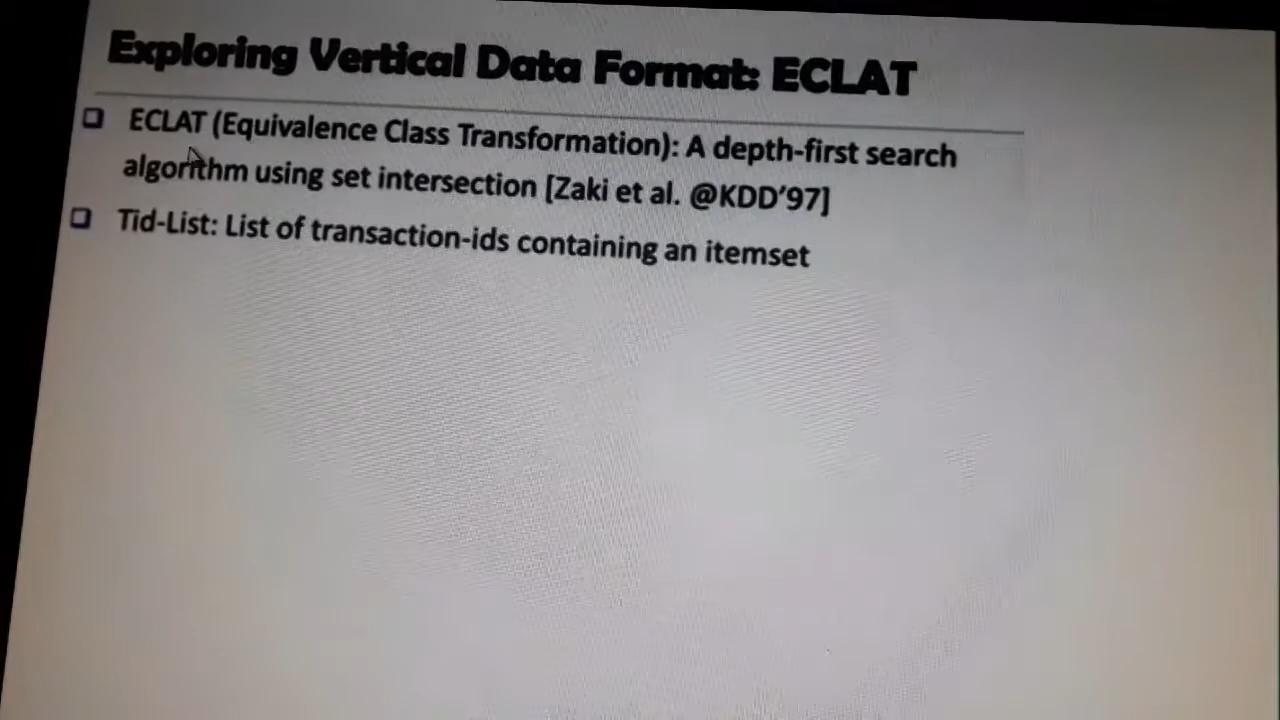 Exploring Vertical Data Format: ECLAT
ECLAT (Equivalence Class Transformation): A depth-first search
algorithm using set intersection [Zaki et al. @KDD’97]
Tid-List: List of transaction-ids containing an itemset